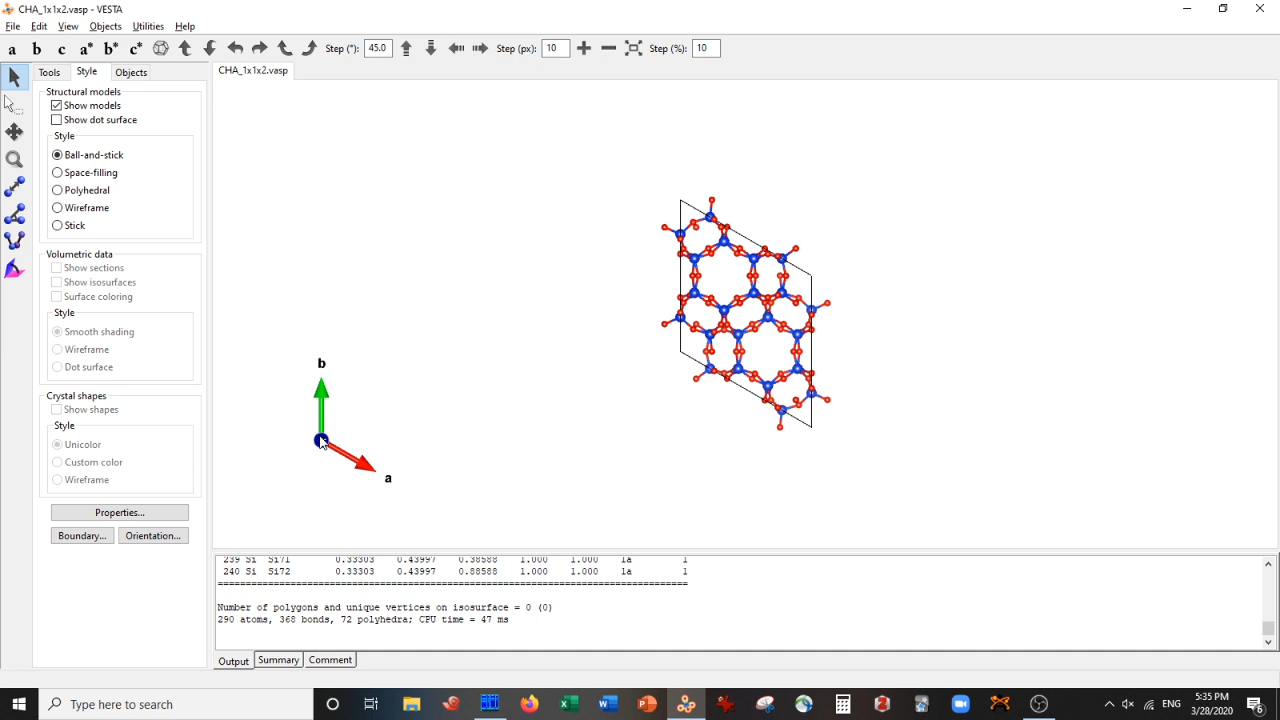 CHA_1x1x2.vasp - VESTA
File Edit View Objects Utilities Help
a b c a* b* c* Step (°): 45.0 Step (px): 10 Step (%): 10
Tools Style Objects
CHA_1x1x2.vasp
Structural models
Show models
Show dot surface
Style
Ball-and-stick
Space-filling
Polyhedral
Wireframe
Stick
Volumetric data
Show sections
Show isosurfaces
Surface coloring
Style
Smooth shading
Wireframe
Dot surface
Crystal shapes
Show shapes
Style
Unicolor
Custom color
Wireframe
Properties...
Boundary... Orientation...
b
a
239 Si Si71 0.33303 0.43997 0.38588 1.000 1.000 1a 1
240 Si Si72 0.33303 0.43997 0.88588 1.000 1.000 1a 1
Number of polygons and unique vertices on isosurface = 0 (0)
290 atoms, 368 bonds, 72 polyhedra; CPU time = 47 ms
Output Summary Comment
Type here to search
ENG
5:35 PM
3/28/2020
6